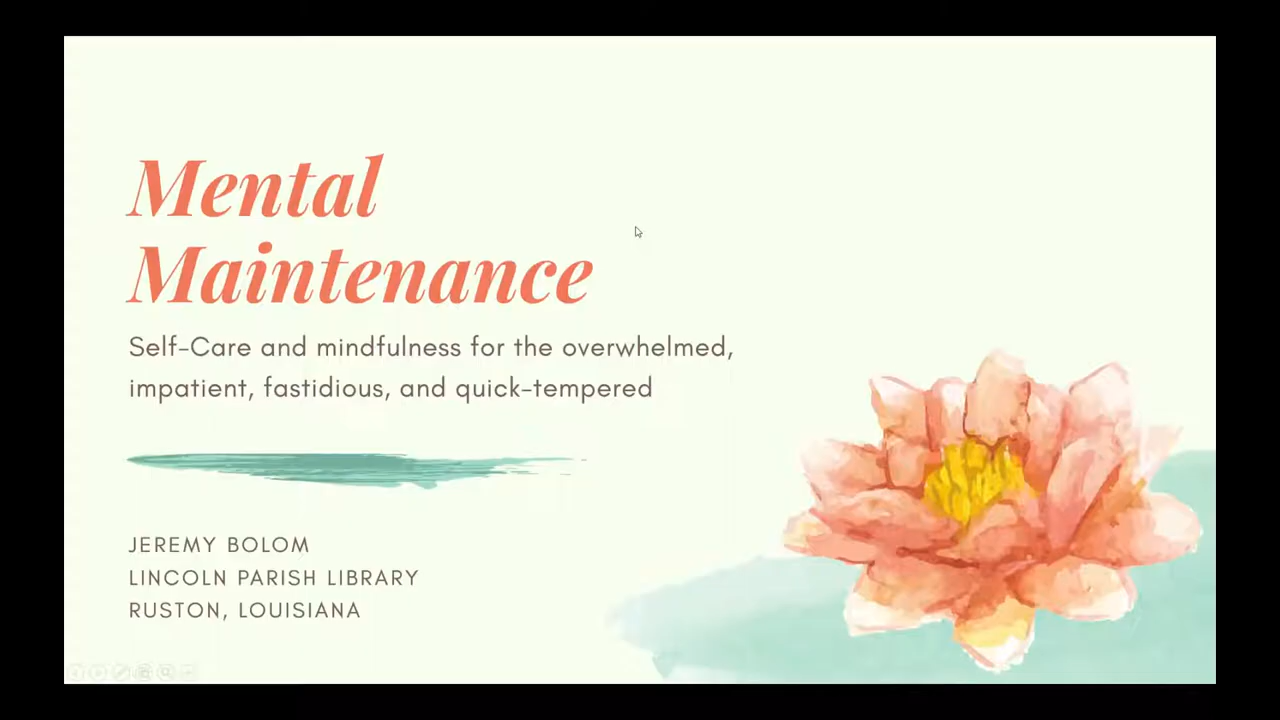 Mental
Maintenance
Self-Care and mindfulness for the overwhelmed,
impatient, fastidious, and quick-tempered
JEREMY BOLOM
LINCOLN PARISH LIBRARY
RUSTON, LOUISIANA